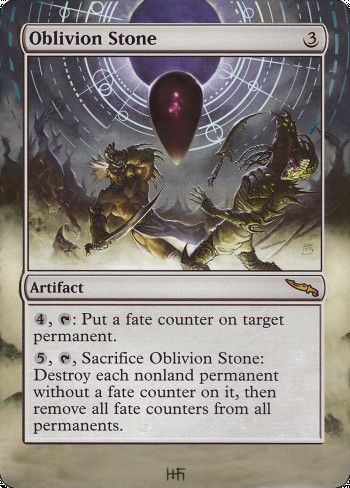 Oblivion Stone 3
Artifact
4, T: Put a fate counter on target
permanent.
5, T, Sacrifice Oblivion Stone:
Destroy each nonland permanent
without a fate counter on it, then
remove all fate counters from all
permanents.